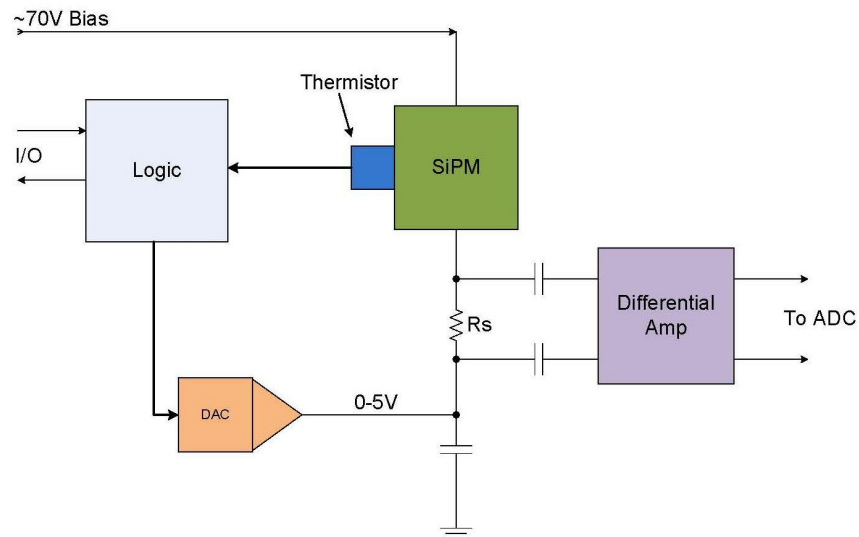 ~70V Bias
Thermistor
I/O
Logic
SiPM
Rs
Differential
Amp
To ADC
DAC
0-5V